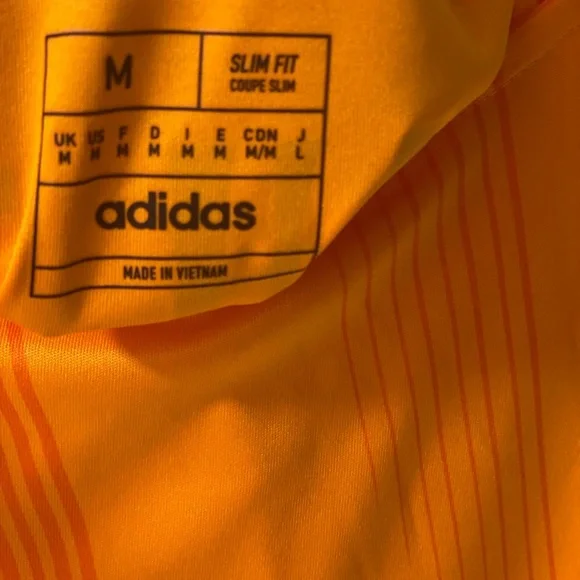 M
SLIM FIT
COUPE SLIM
UK US F D I E CDN J
M M M M M M M/M L
adidas
MADE IN VIETNAM